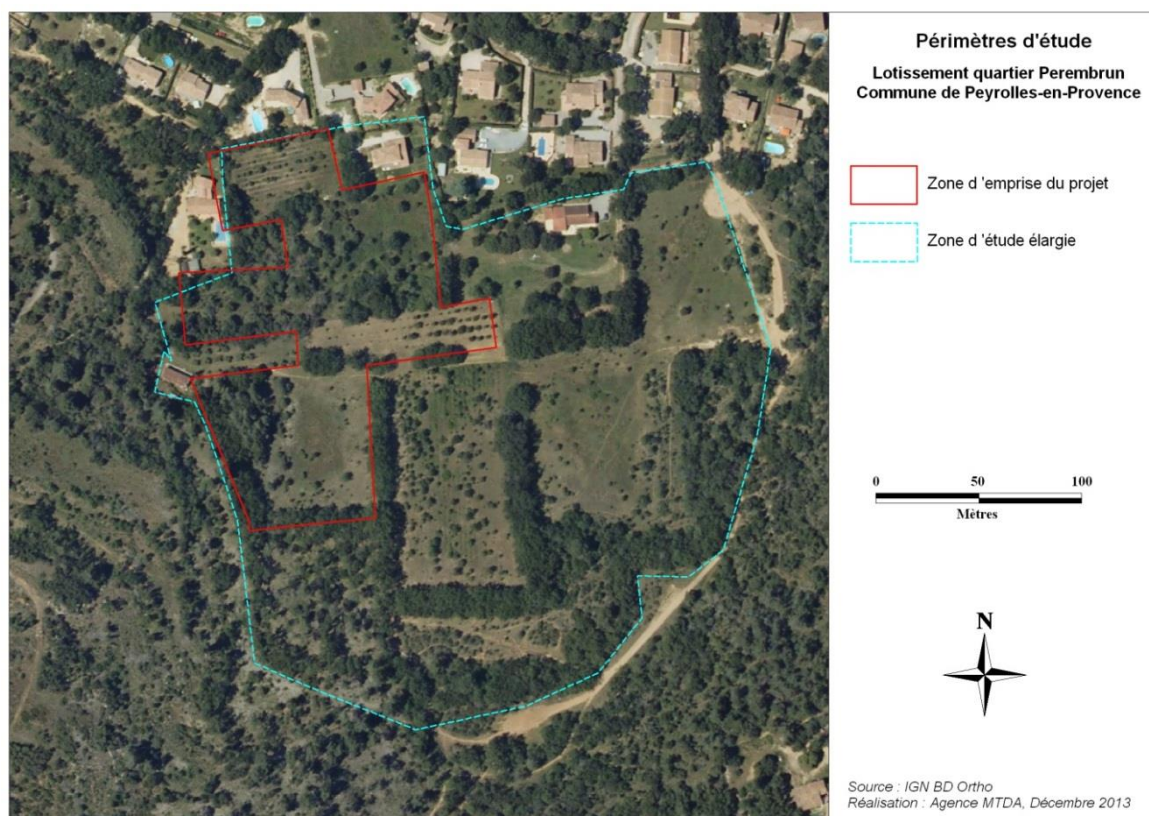 Périmètres d'étude
Lotissement quartier Perembrun
Commune de Peyrolles-en-Provence
Zone d 'emprise du projet
Zone d 'étude élargie
0 50 100
Mètres
N
Source : IGN BD Ortho
Réalisation : Agence MTDA, Décembre 2013